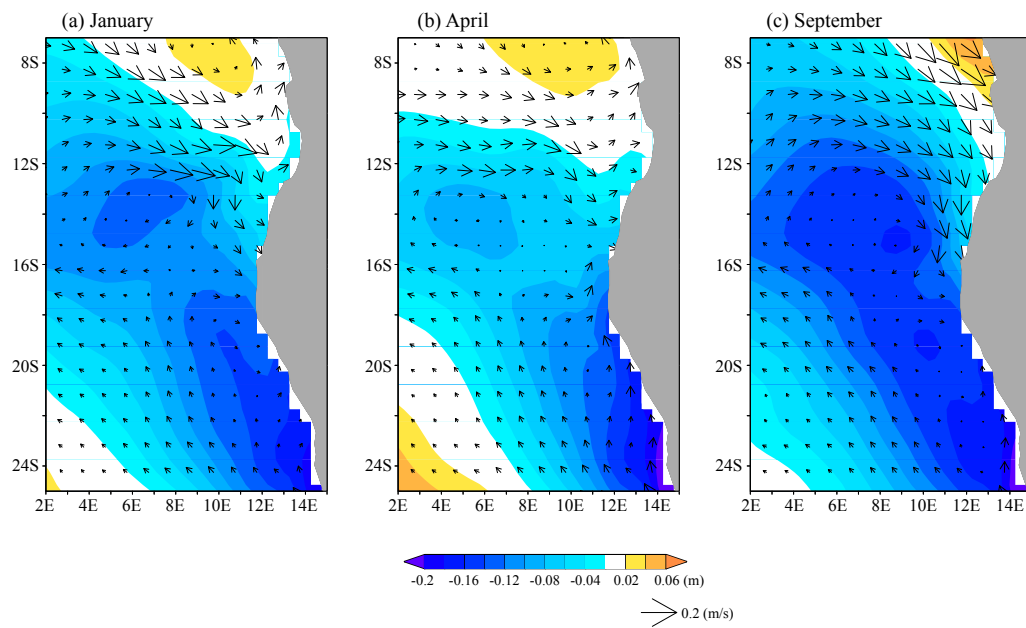 (a) January (b) April (c) September
8S 8S 8S
12S 12S 12S
16S 16S 16S
20S 20S 20S
24S 24S 24S
2E 4E 6E 8E 10E 12E 14E 2E 4E 6E 8E 10E 12E 14E 2E 4E 6E 8E 10E 12E 14E
-0.2 -0.16 -0.12 -0.08 -0.04 0.02 0.06 (m)
0.2 (m/s)